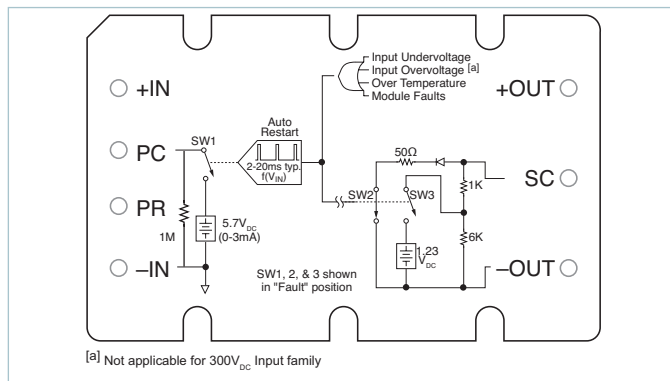 Input Undervoltage
Input Overvoltage [a]
Over Temperature
Module Faults
+IN
+OUT
Auto
Restart
PC
SW1
2-20ms typ.
f(VIN)
50Ω
SC
1K
SW2
SW3
PR
5.7VDC
(0-3mA)
1M
6K
1.23
VDC
–IN
SW1, 2, & 3 shown
in "Fault" position
–OUT
[a] Not applicable for 300VDC Input family